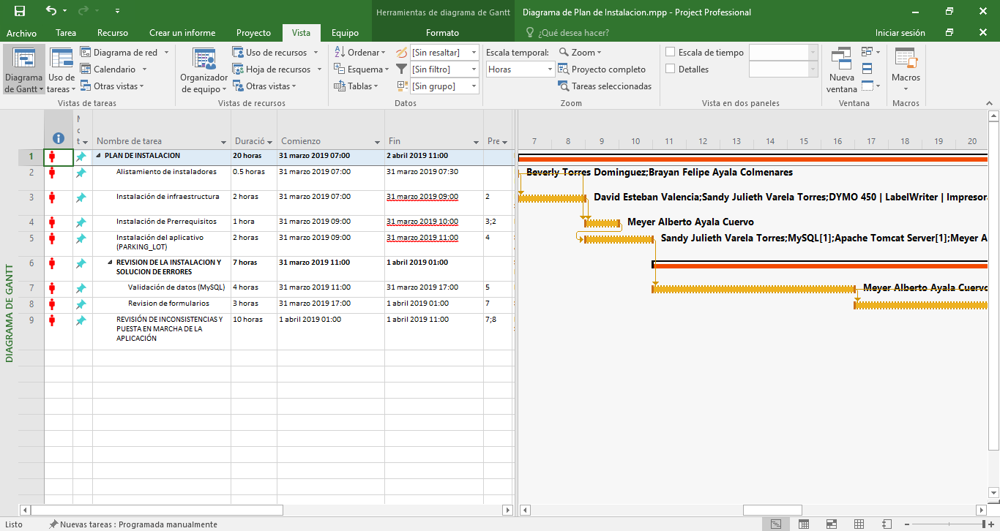 Herramientas de diagrama de Gantt
Diagrama de Plan de Instalacion.mpp - Project Professional
Archivo Tarea Recurso Crear un informe Proyecto Vista Equipo Formato ¿Qué desea hacer? Iniciar sesión
Diagrama de Gantt
Uso de tareas
Diagrama de red
Calendario
Otras vistas
Vistas de tareas
Organizador de equipo
Uso de recursos
Hoja de recursos
Otras vistas
Vistas de recursos
Ordenar
Esquema
Tablas
[Sin resaltar]
[Sin filtro]
[Sin grupo]
Datos
Escala temporal:
Horas
Zoom
Proyecto completo
Tareas seleccionadas
Zoom
Escala de tiempo
Detalles
Vista en dos paneles
Nueva ventana
Ventana
Macros
Macros
Nombre de tarea Duració Comienzo Fin Pre
7 8 9 10 11 12 13 14 15 16 17 18 19 20
1 PLAN DE INSTALACION 20 horas 31 marzo 2019 07:00 2 abril 2019 11:00
2 Alistamiento de instaladores 0.5 horas 31 marzo 2019 07:00 31 marzo 2019 07:30
Beverly Torres Dominguez;Brayan Felipe Ayala Colmenares
3 Instalación de infraestructura 2 horas 31 marzo 2019 07:00 31 marzo 2019 09:00 2
David Esteban Valencia;Sandy Julieth Varela Torres;DYMO 450 | LabelWriter | Impresora
4 Instalación de Prerrequisitos 1 hora 31 marzo 2019 09:00 31 marzo 2019 10:00 3;2
Meyer Alberto Ayala Cuervo
5 Instalación del aplicativo (PARKING_LOT) 2 horas 31 marzo 2019 09:00 31 marzo 2019 11:00 4
Sandy Julieth Varela Torres;MySQL[1];Apache Tomcat Server[1];Meyer A
6 REVISION DE LA INSTALACION Y SOLUCION DE ERRORES 7 horas 31 marzo 2019 11:00 1 abril 2019 01:00
7 Validación de datos (MySQL) 4 horas 31 marzo 2019 11:00 31 marzo 2019 17:00 5
Meyer Alberto Ayala Cuervo
8 Revision de formularios 3 horas 31 marzo 2019 17:00 1 abril 2019 01:00 7
9 REVISIÓN DE INCONSISTENCIAS Y PUESTA EN MARCHA DE LA APLICACIÓN 10 horas 1 abril 2019 01:00 1 abril 2019 11:00 7;8
DIAGRAMA DE GANTT
Listo Nuevas tareas : Programada manualmente